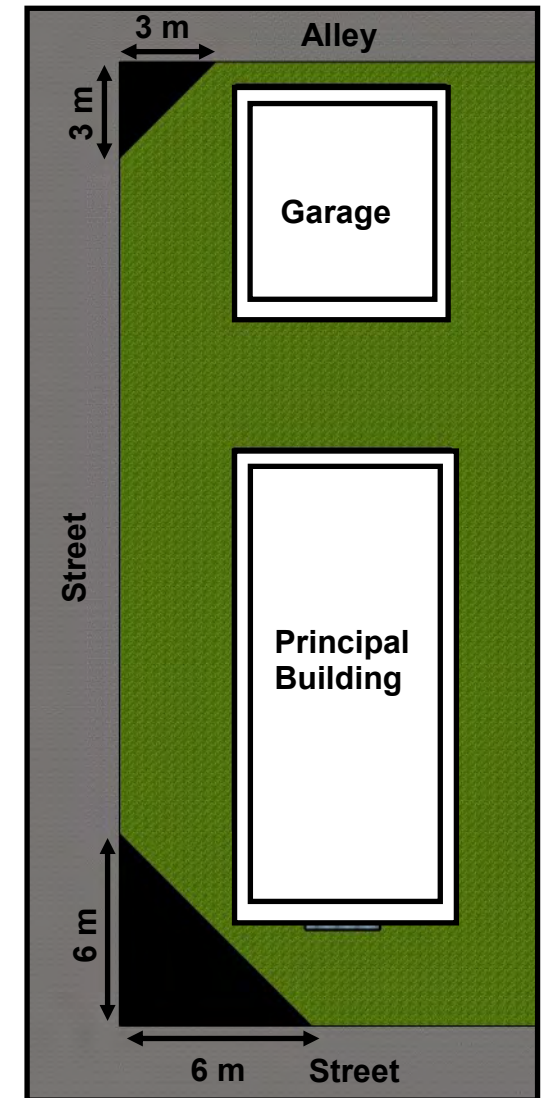 3 m
Alley
3 m
Garage
Street
Principal
Building
6 m
6 m
Street